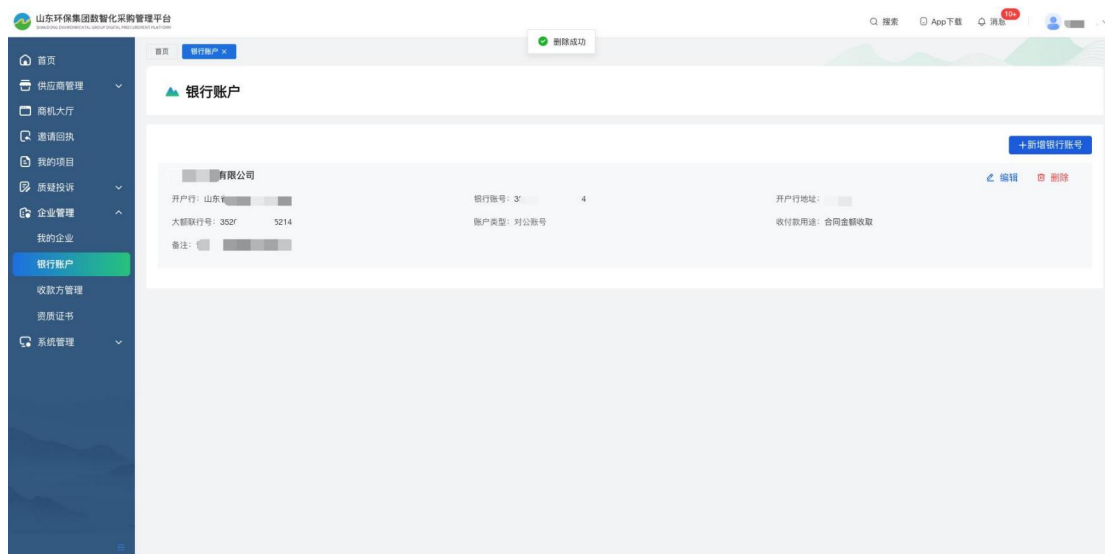 山东环保集团数智化采购管理平台
SHANDONG ENVIRONMENTAL GROUP DIGITAL PROCUREMENT PLATFORM
搜索 App下载 消息 10+
首页 银行账户 ×
删除成功
首页
供应商管理
商机大厅
邀请回执
我的项目
质疑投诉
企业管理
我的企业
银行账户
收款方管理
资质证书
系统管理
银行账户
+新增银行账号
有限公司
编辑 删除
开户行：山东 银行账号：3 4 开户行地址：
大额联行号：352 5214 账户类型：对公账号 收付款用途：合同金额收取
备注：